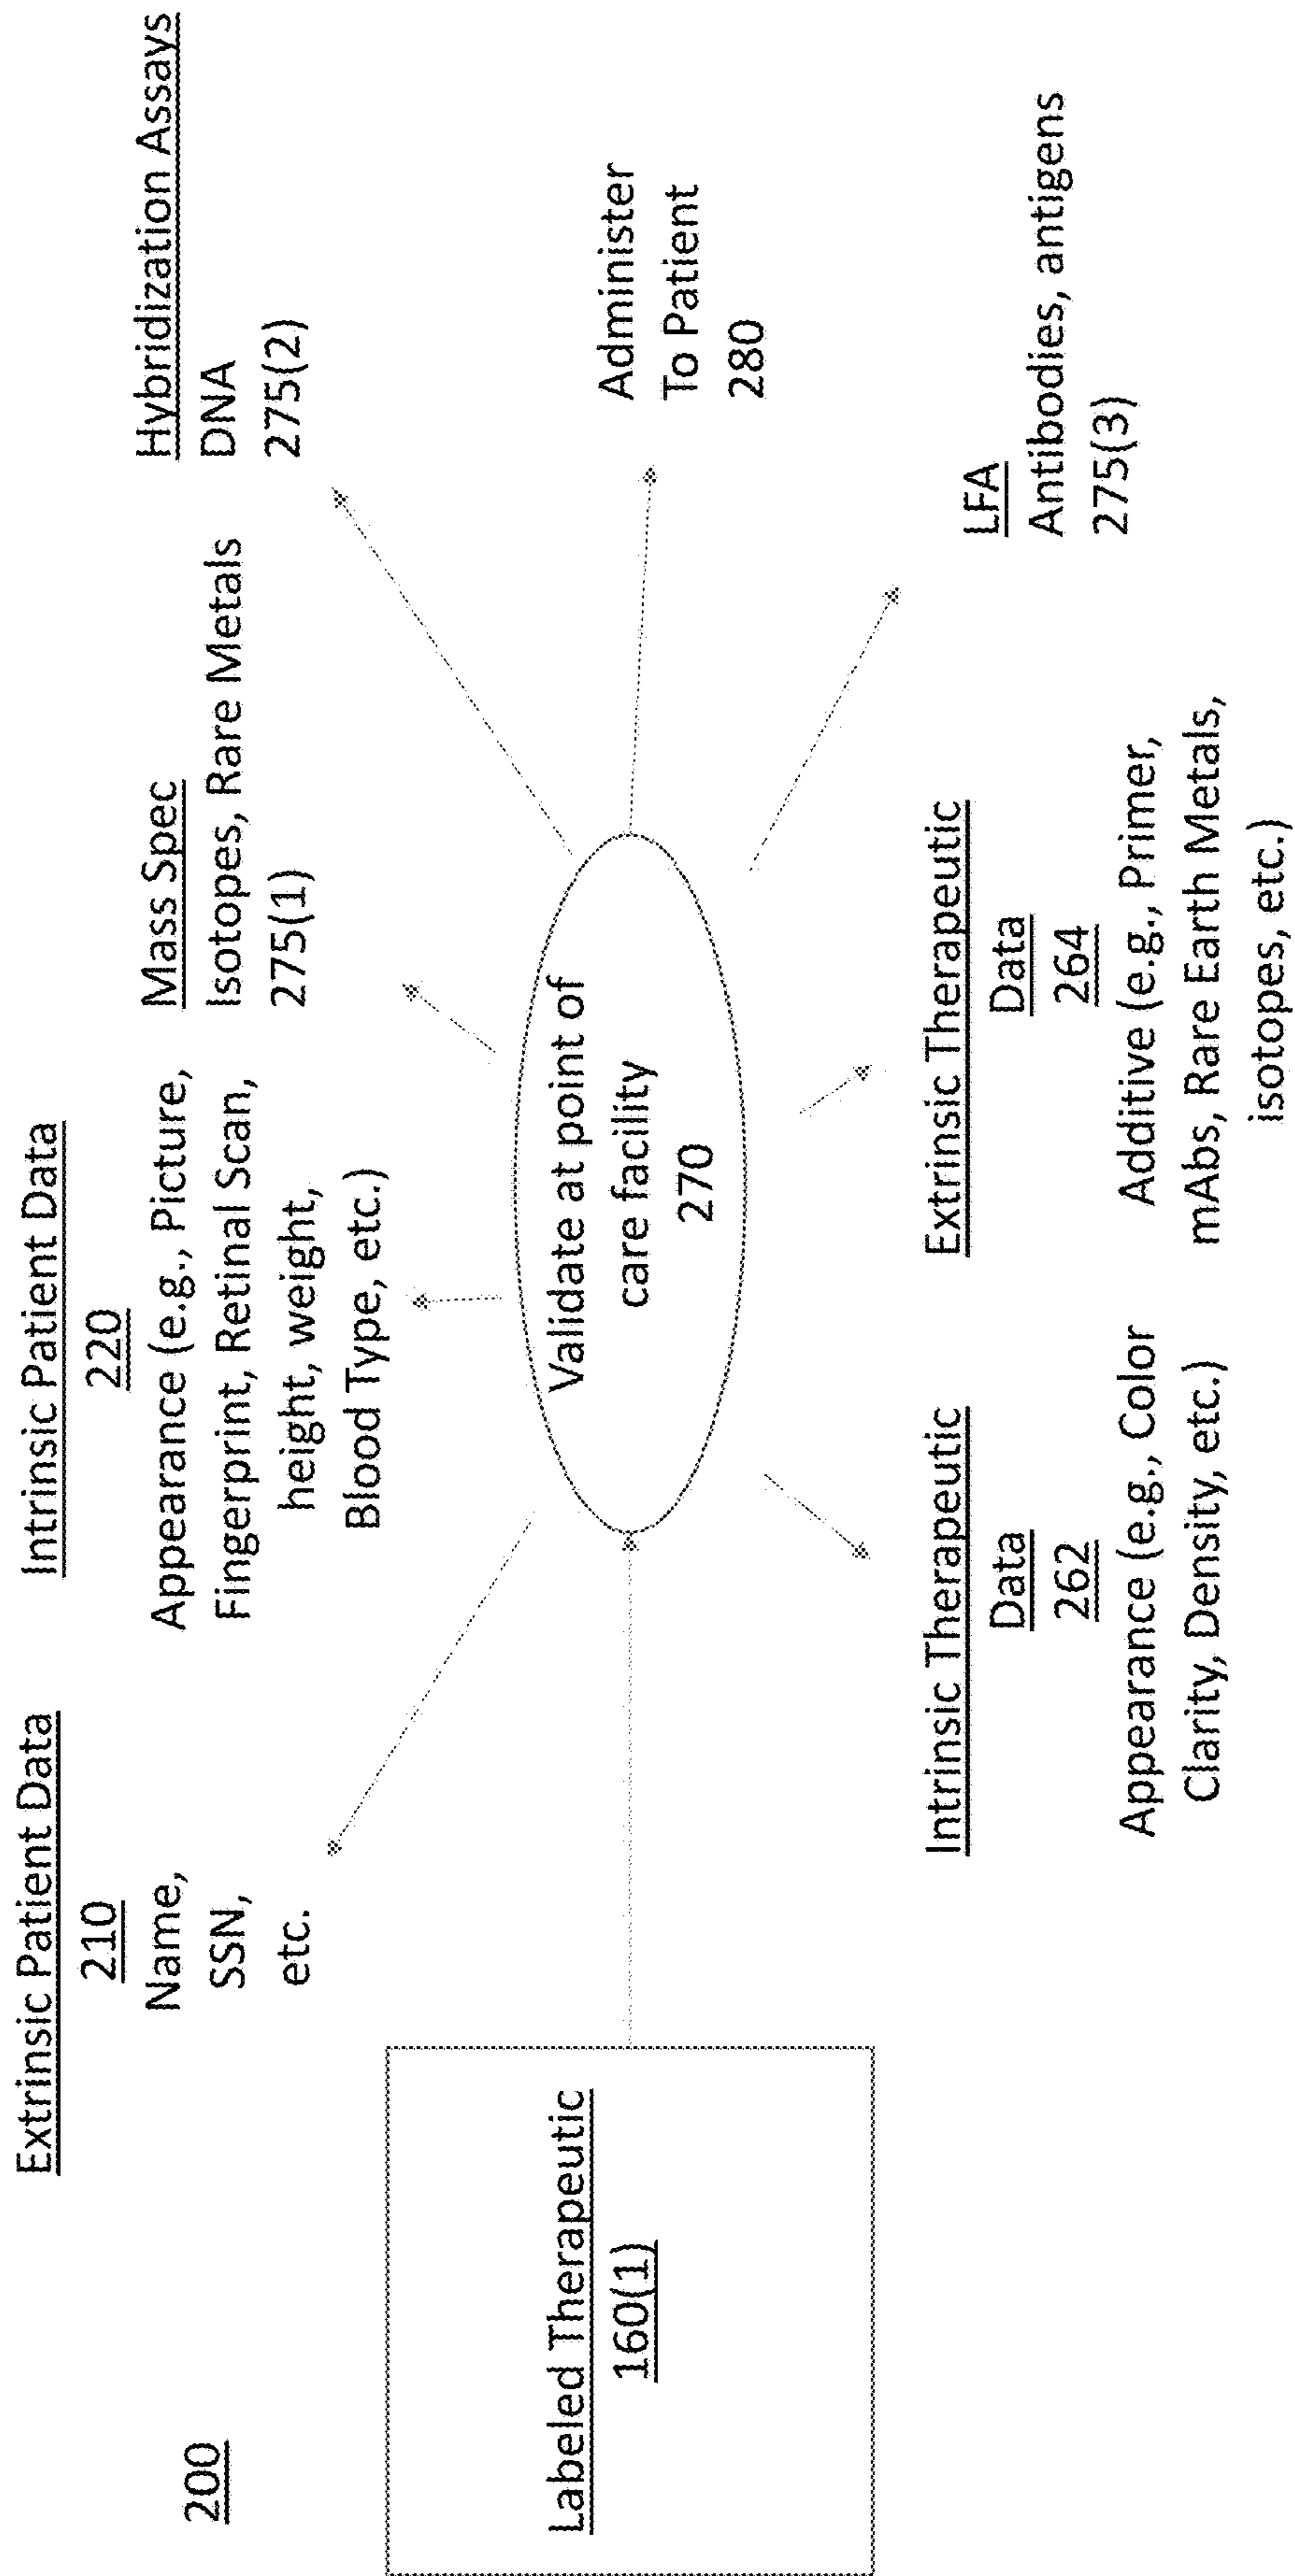 200
Extrinsic Patient Data
210
Name,
SSN,
etc.
Intrinsic Patient Data
220
Appearance (e.g., Picture,
Fingerprint, Retinal Scan,
height, weight,
Blood Type, etc.)
Mass Spec
Isotopes, Rare Metals
275(1)
Hybridization Assays
DNA
275(2)
Labeled Therapeutic
160(1)
Validate at point of
care facility
270
Administer
To Patient
280
Intrinsic Therapeutic
Data
262
Appearance (e.g., Color
Clarity, Density, etc.)
Extrinsic Therapeutic
Data
264
Additive (e.g., Primer,
mAbs, Rare Earth Metals,
isotopes, etc.)
LFA
Antibodies, antigens
275(3)